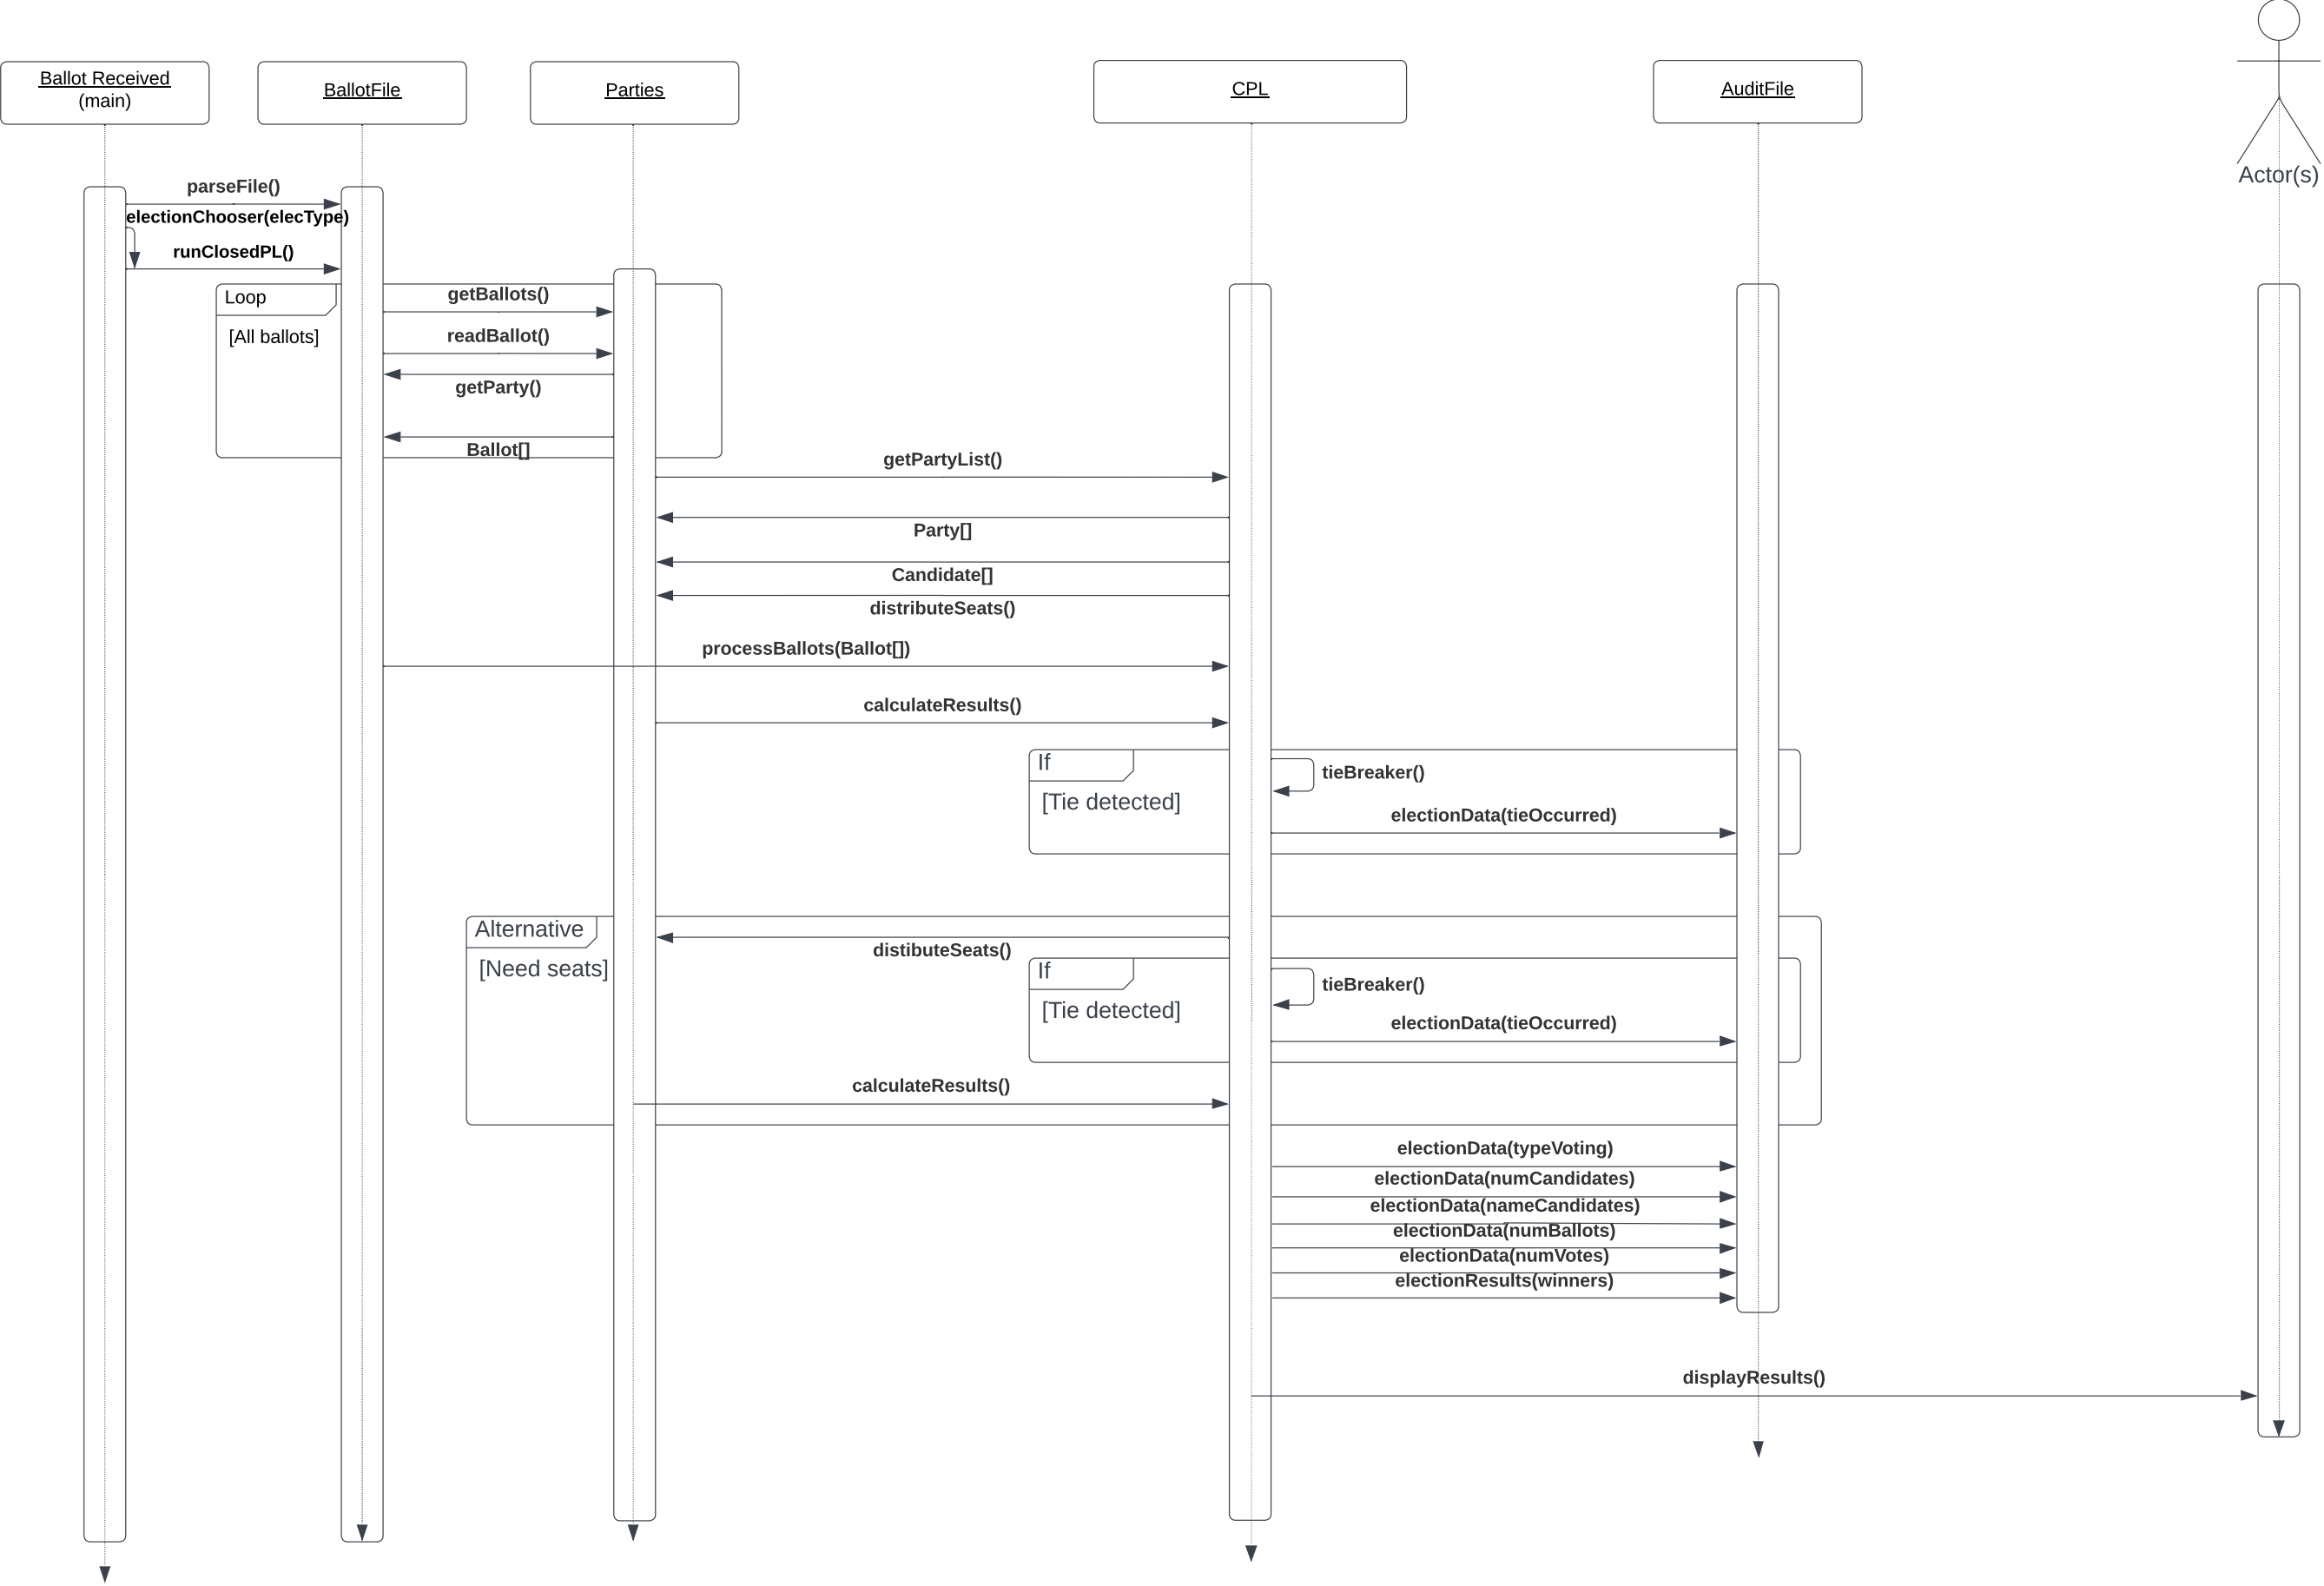 Ballot Received
(main)
BallotFile
Parties
CPL
AuditFile
Actor(s)
parseFile()
electionChooser(elecType)
runClosedPL()
Loop
[All ballots]
getBallots()
readBallot()
getParty()
Ballot[]
getPartyList()
Party[]
Candidate[]
distributeSeats()
processBallots(Ballot[])
calculateResults()
If
[Tie detected]
tieBreaker()
electionData(tieOccurred)
Alternative
[Need seats]
distibuteSeats()
If
[Tie detected]
tieBreaker()
electionData(tieOccurred)
calculateResults()
electionData(typeVoting)
electionData(numCandidates)
electionData(nameCandidates)
electionData(numBallots)
electionData(numVotes)
electionResults(winners)
displayResults()